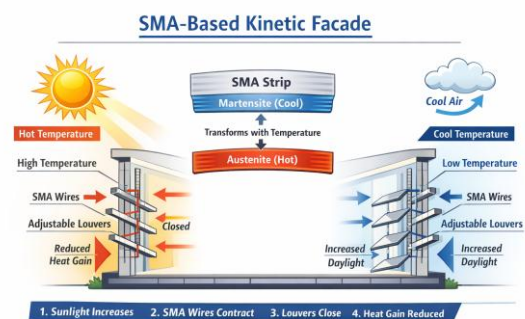 SMA-Based Kinetic Facade
SMA Strip
Martensite (Cool)
Transforms with Temperature
Austenite (Hot)
Hot Temperature
High Temperature
SMA Wires
Adjustable Louvers
Closed
Reduced
Heat Gain
Cool Air
Cool Temperature
Low Temperature
SMA Wires
Adjustable Louvers
Increased
Daylight
Increased
Daylight
1. Sunlight Increases 2. SMA Wires Contract 3. Louvers Close 4. Heat Gain Reduced